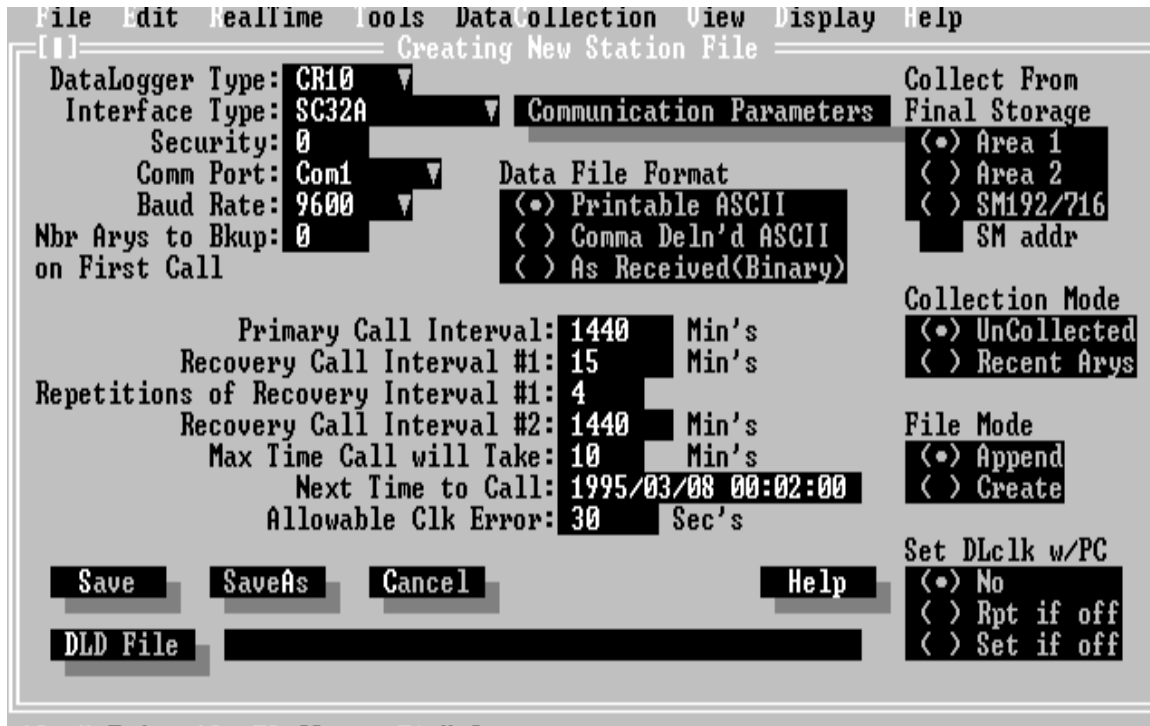 File Edit RealTime Tools DataCollection View Display Help
Creating New Station File
DataLogger Type: CR10
Interface Type: SC32A
Security: 0
Comm Port: Com1
Baud Rate: 9600
Nbr Arys to Bkup: 0
on First Call
Communication Parameters
Data File Format
(•) Printable ASCII
( ) Comma Deln'd ASCII
( ) As Received(Binary)
Collect From
Final Storage
(•) Area 1
( ) Area 2
( ) SM192/716
SM addr
Collection Mode
(•) UnCollected
( ) Recent Arys
Primary Call Interval: 1440 Min's
Recovery Call Interval #1: 15 Min's
Repetitions of Recovery Interval #1: 4
Recovery Call Interval #2: 1440 Min's
Max Time Call will Take: 10 Min's
Next Time to Call: 1995/03/08 00:02:00
Allowable Clk Error: 30 Sec's
File Mode
(•) Append
( ) Create
Set DLclk w/PC
(•) No
( ) Rpt if off
( ) Set if off
Save SaveAs Cancel Help
DLD File